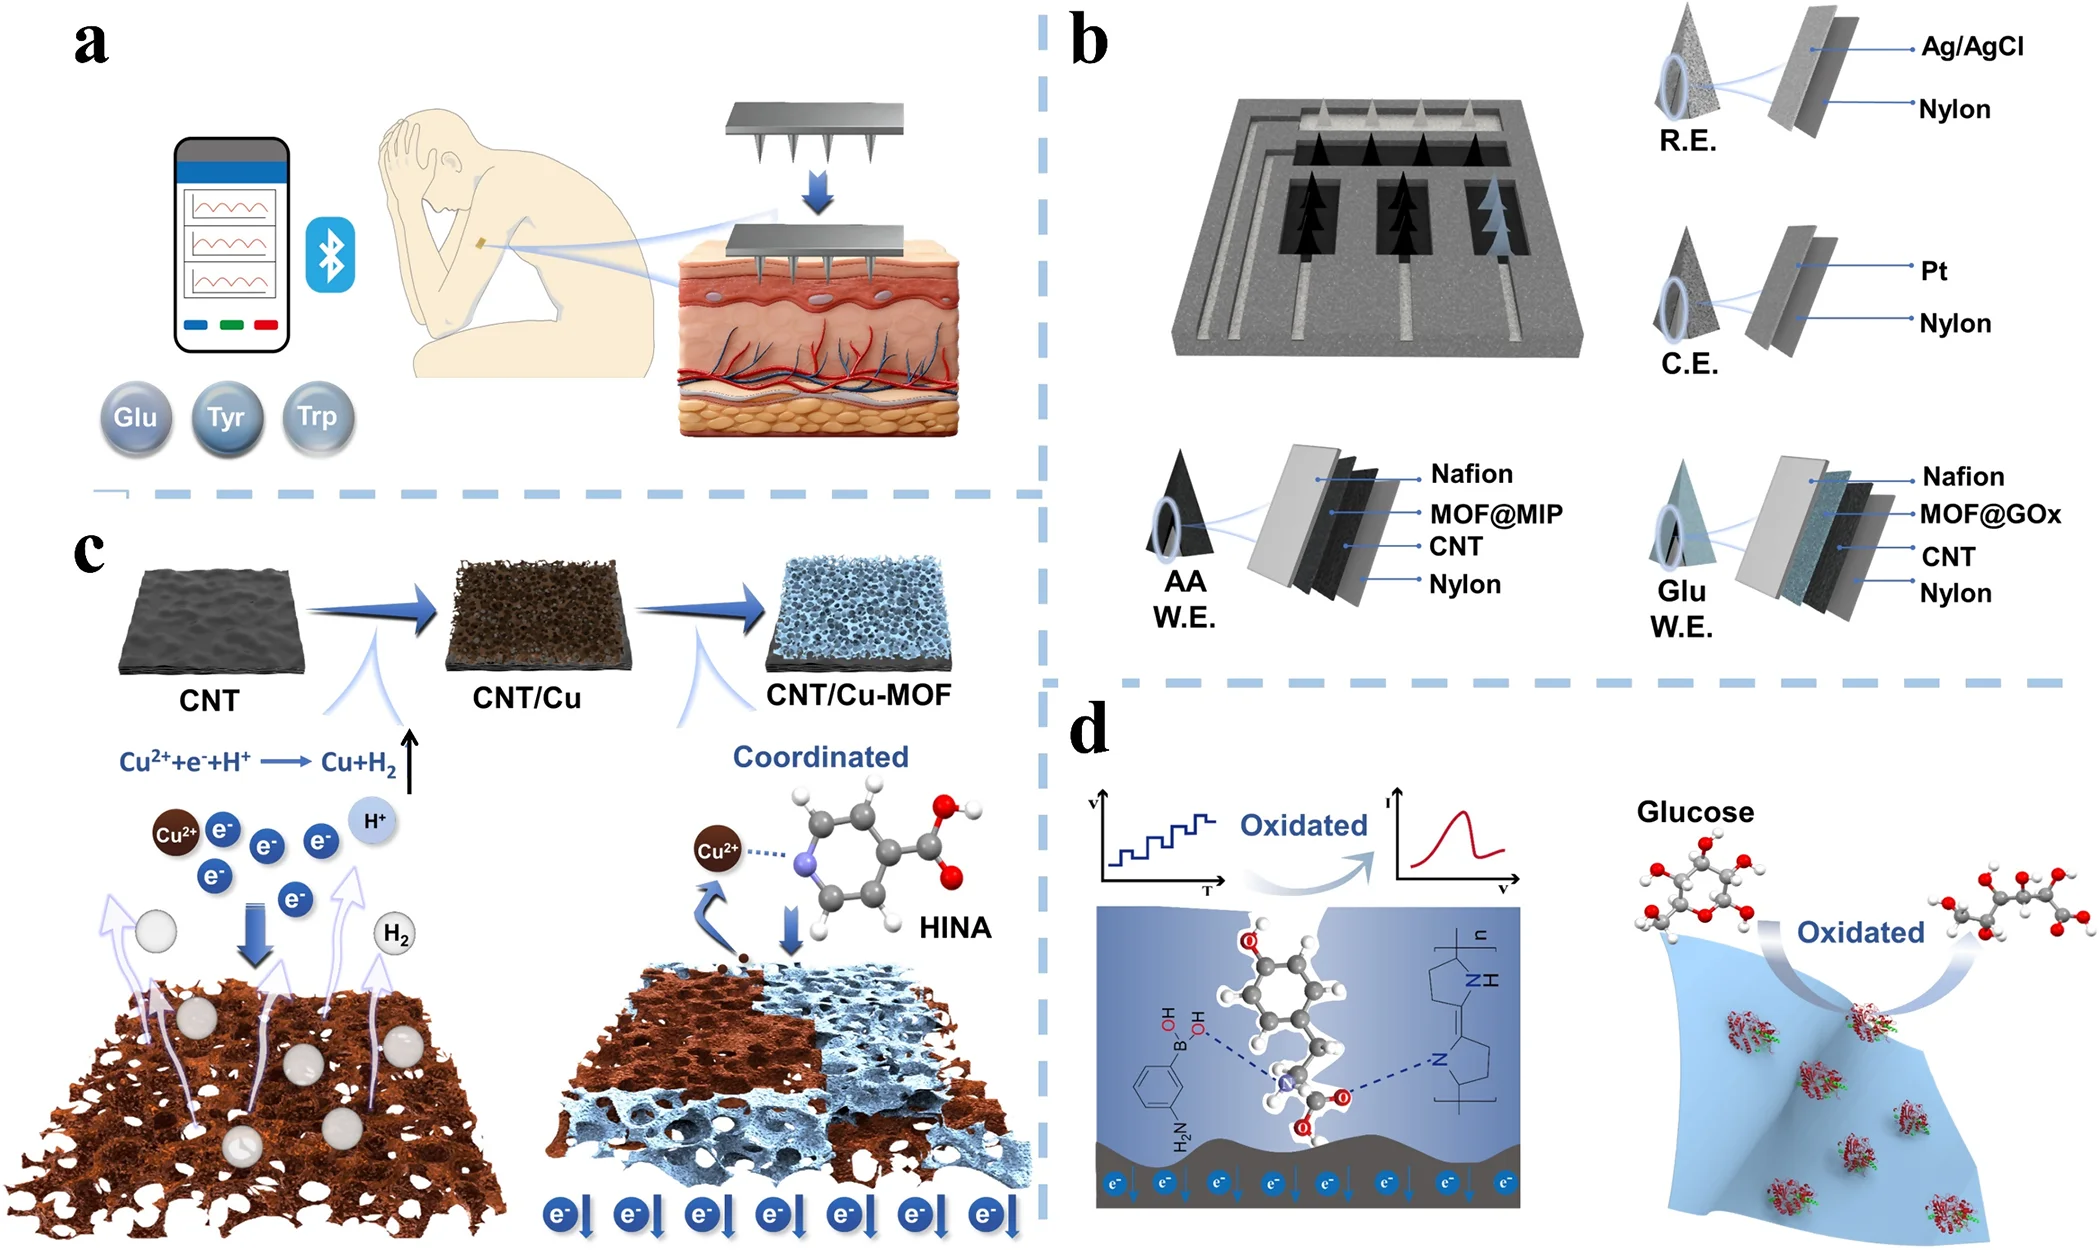 a
Glu
Tyr
Trp
b
Ag/AgCl
Nylon
R.E.
Pt
Nylon
C.E.
Nafion
MOF@MIP
CNT
Nylon
AA
W.E.
Nafion
MOF@GOx
CNT
Nylon
Glu
W.E.
c
CNT
CNT/Cu
CNT/Cu-MOF
Cu²⁺+e⁻+H⁺ ⟶ Cu+H₂ ↑
Cu²⁺
e⁻
e⁻
e⁻
e⁻
e⁻
H⁺
H₂
Coordinated
Cu²⁺
HINA
e⁻ e⁻ e⁻ e⁻ e⁻ e⁻ e⁻
d
V
T
Oxidated
I
V
OH
OH
B
H₂N
O
N
O
O
n
NH
N
e⁻ e⁻ e⁻ e⁻ e⁻ e⁻ e⁻ e⁻
Glucose
Oxidated